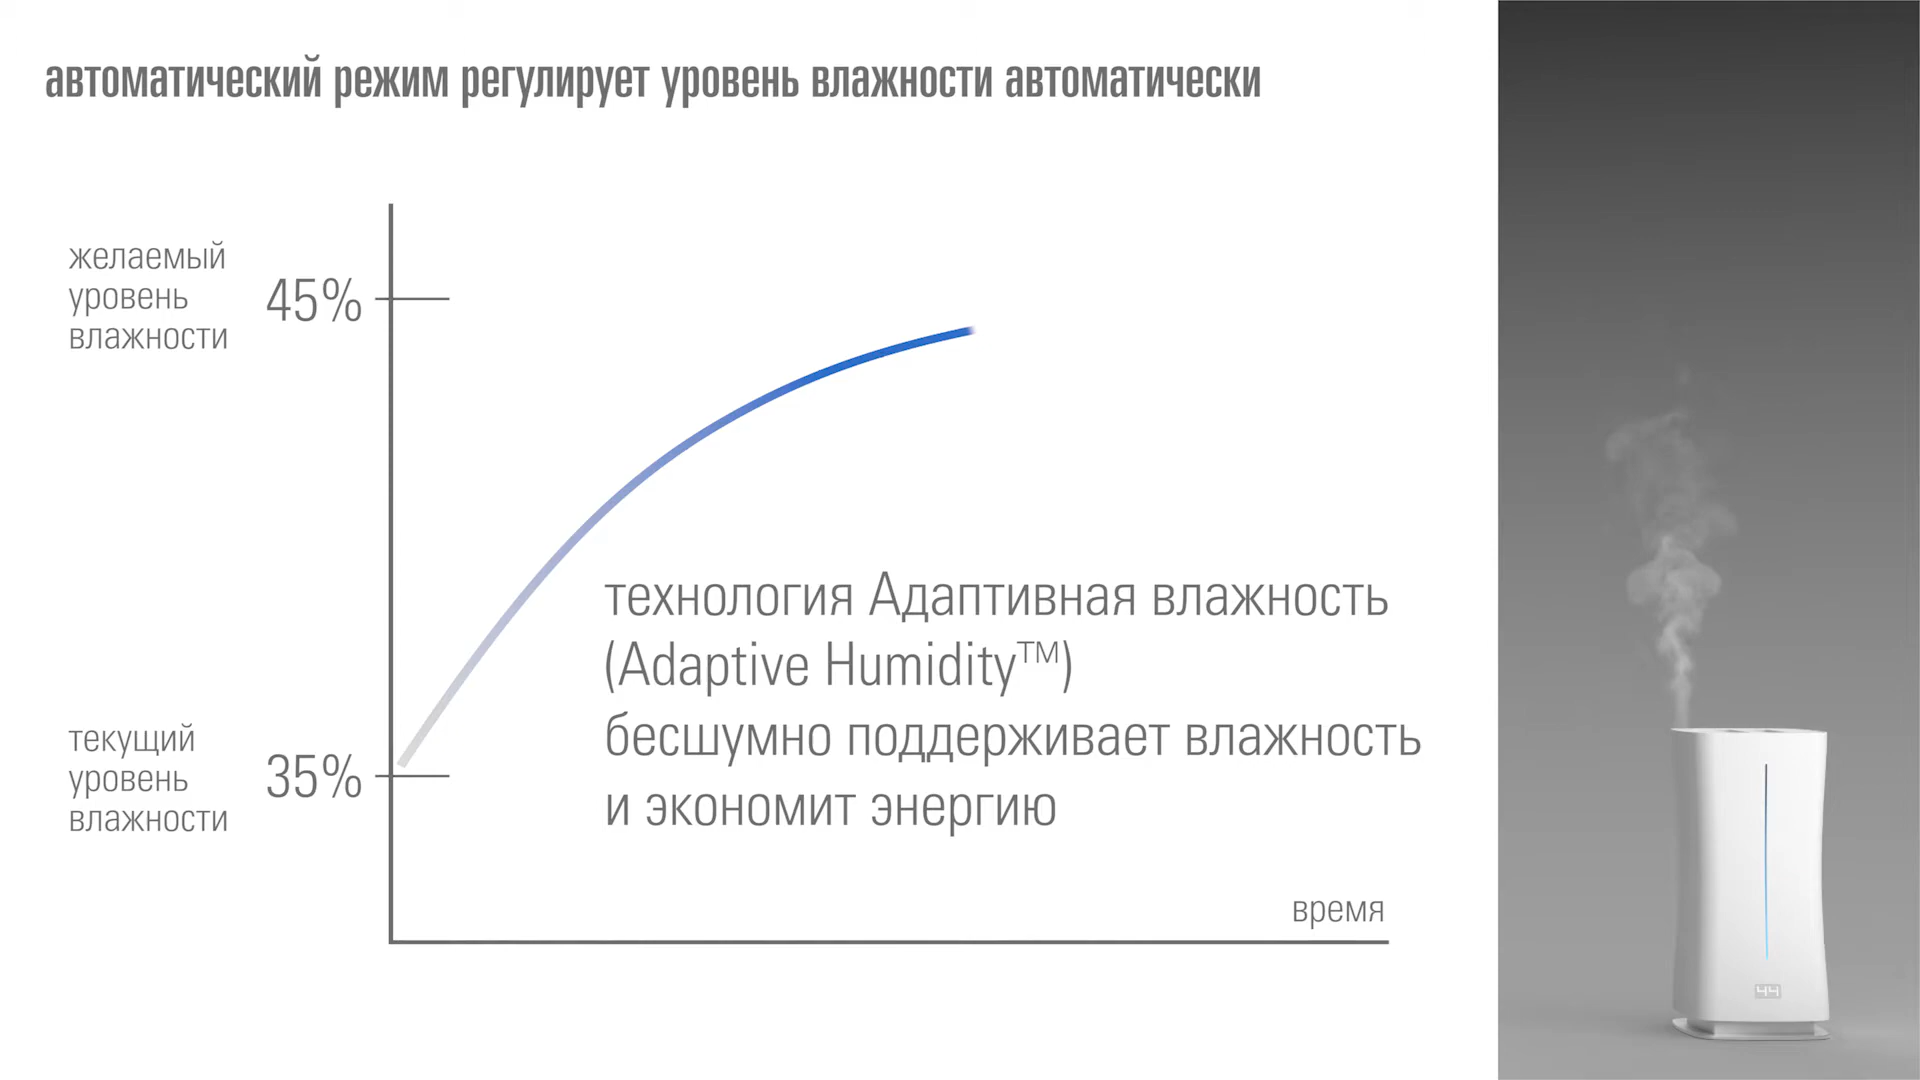 автоматический режим регулирует уровень влажности автоматически
желаемый
уровень
влажности
45%
технология Адаптивная влажность
(Adaptive Humidity™)
бесшумно поддерживает влажность
и экономит энергию
текущий
уровень
влажности
35%
время
44